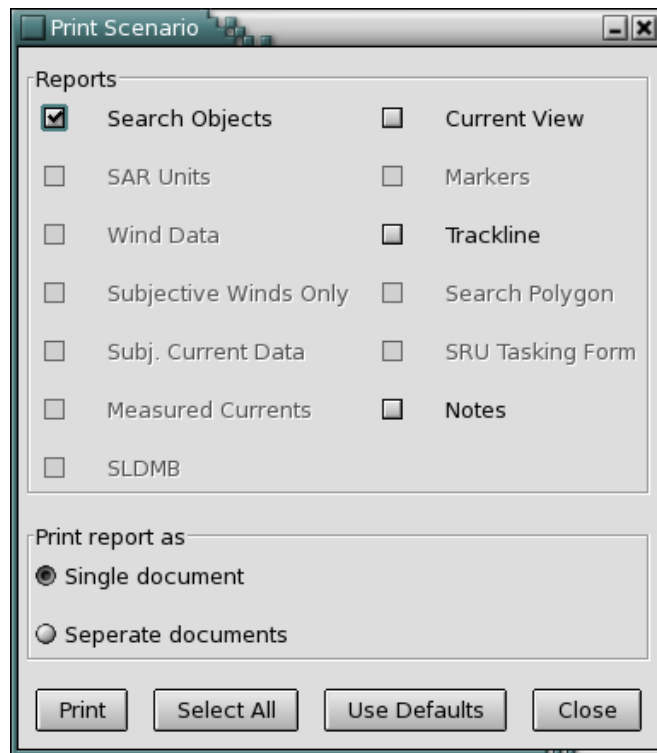 Print Scenario
Reports
Search Objects
Current View
SAR Units
Markers
Wind Data
Trackline
Subjective Winds Only
Search Polygon
Subj. Current Data
SRU Tasking Form
Measured Currents
Notes
SLDMB
Print report as
Single document
Seperate documents
Print
Select All
Use Defaults
Close